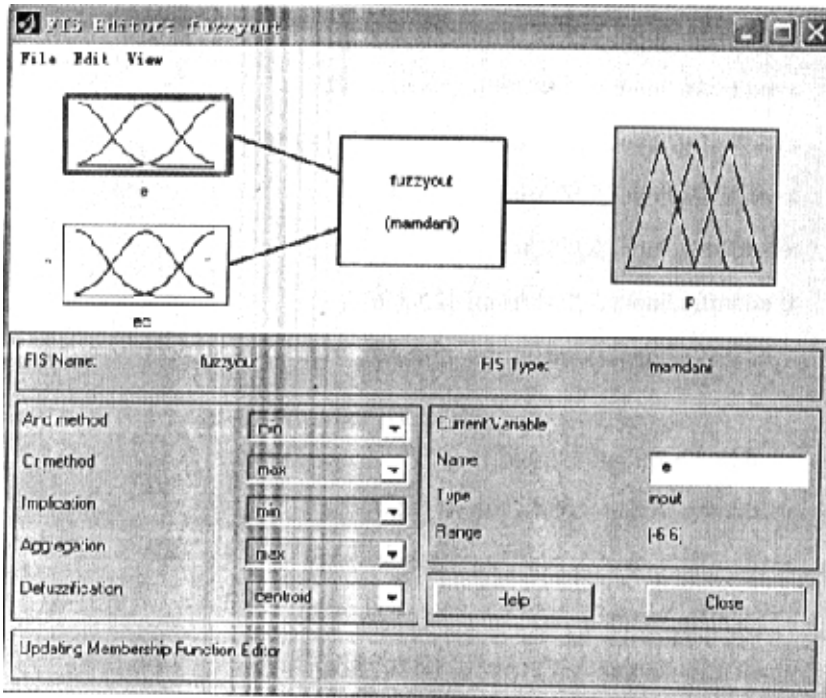 FIS Editor: fuzzyout
File Edit View
e
ec
fuzzyout
(mamdani)
p
FIS Name: fuzzyout FIS Type: mamdani
And method min
Or method max
Implication min
Aggregation max
Defuzzification centroid
Current Variable
Name e
Type input
Range [-6 6]
Help Close
Updating Membership Function Editor